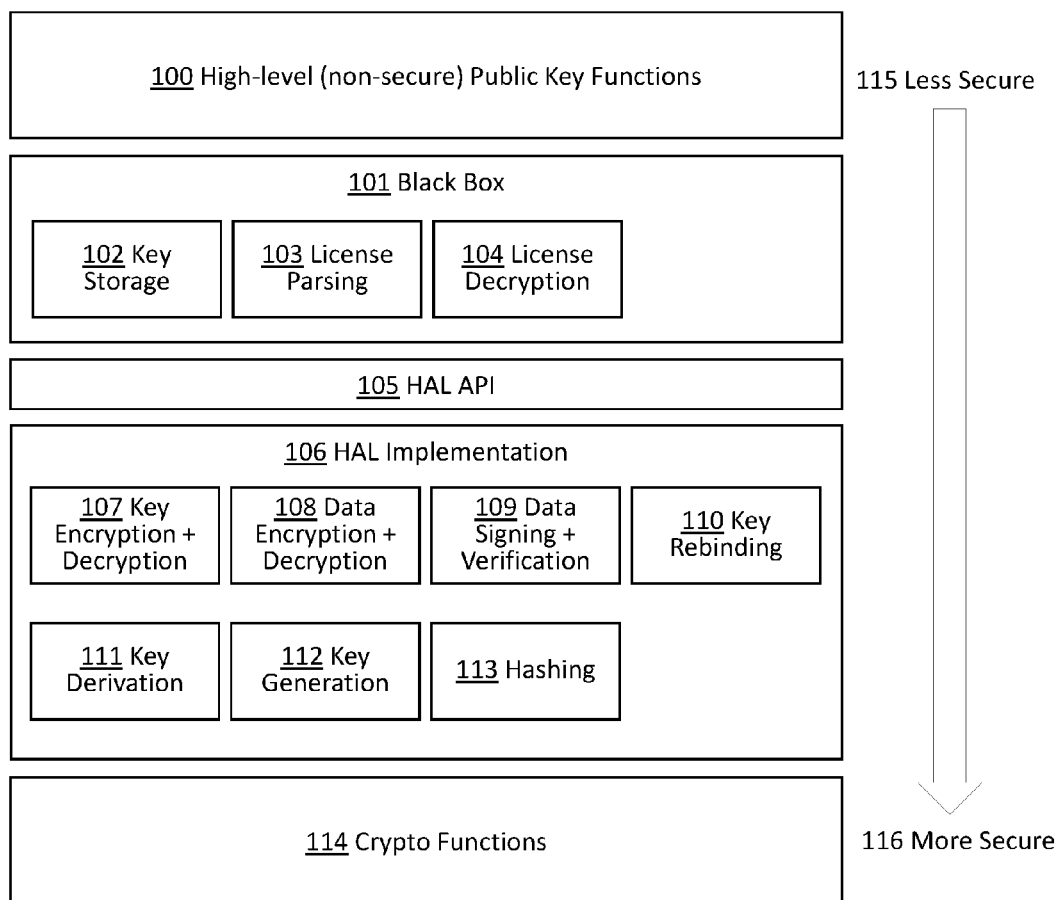 100 High-level (non-secure) Public Key Functions
115 Less Secure
101 Black Box
102 Key
Storage
103 License
Parsing
104 License
Decryption
105 HAL API
106 HAL Implementation
107 Key
Encryption +
Decryption
108 Data
Encryption +
Decryption
109 Data
Signing +
Verification
110 Key
Rebinding
111 Key
Derivation
112 Key
Generation
113 Hashing
114 Crypto Functions
116 More Secure